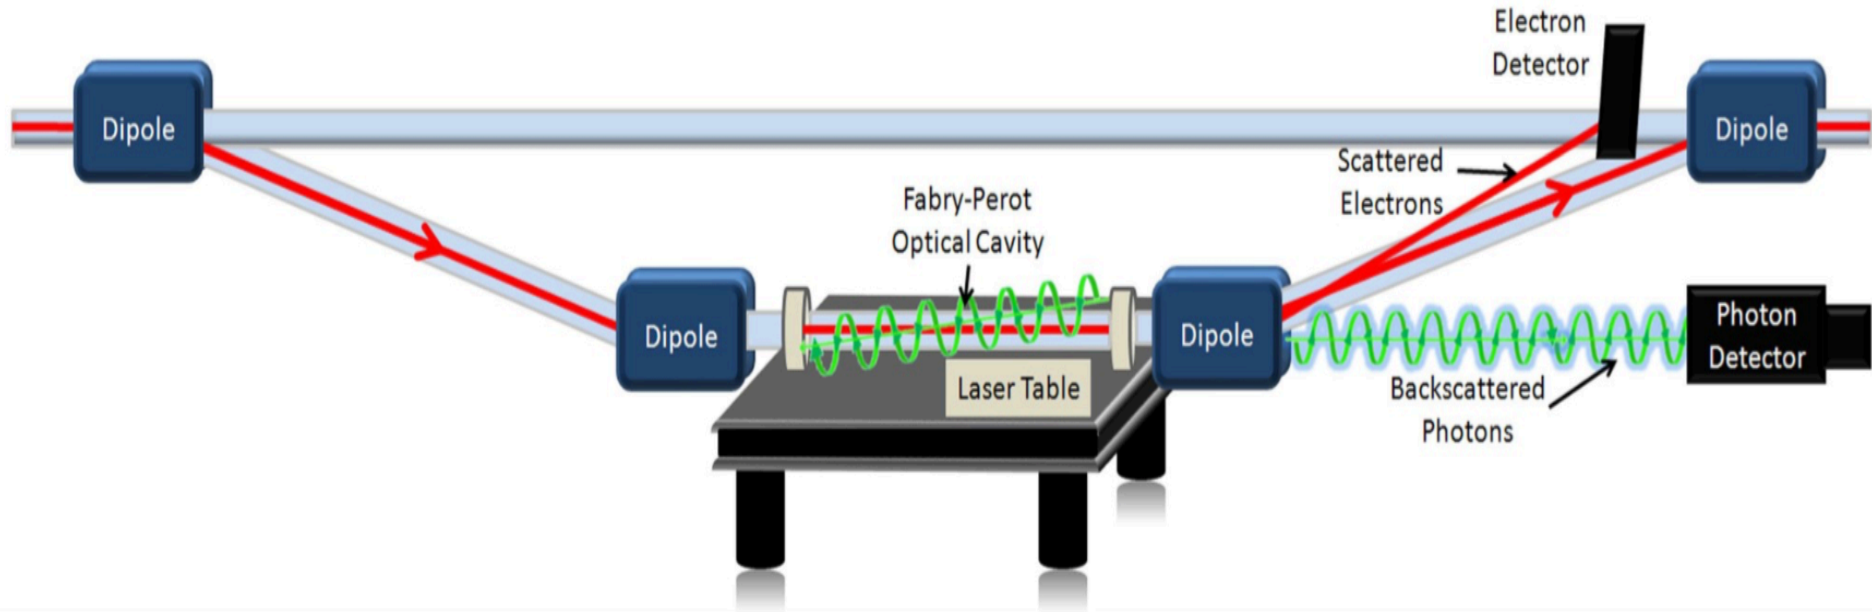 Electron
Detector
Dipole
Dipole
Scattered
Electrons
Fabry-Perot
Optical Cavity
Dipole
Dipole
Photon
Detector
Laser Table
Backscattered
Photons